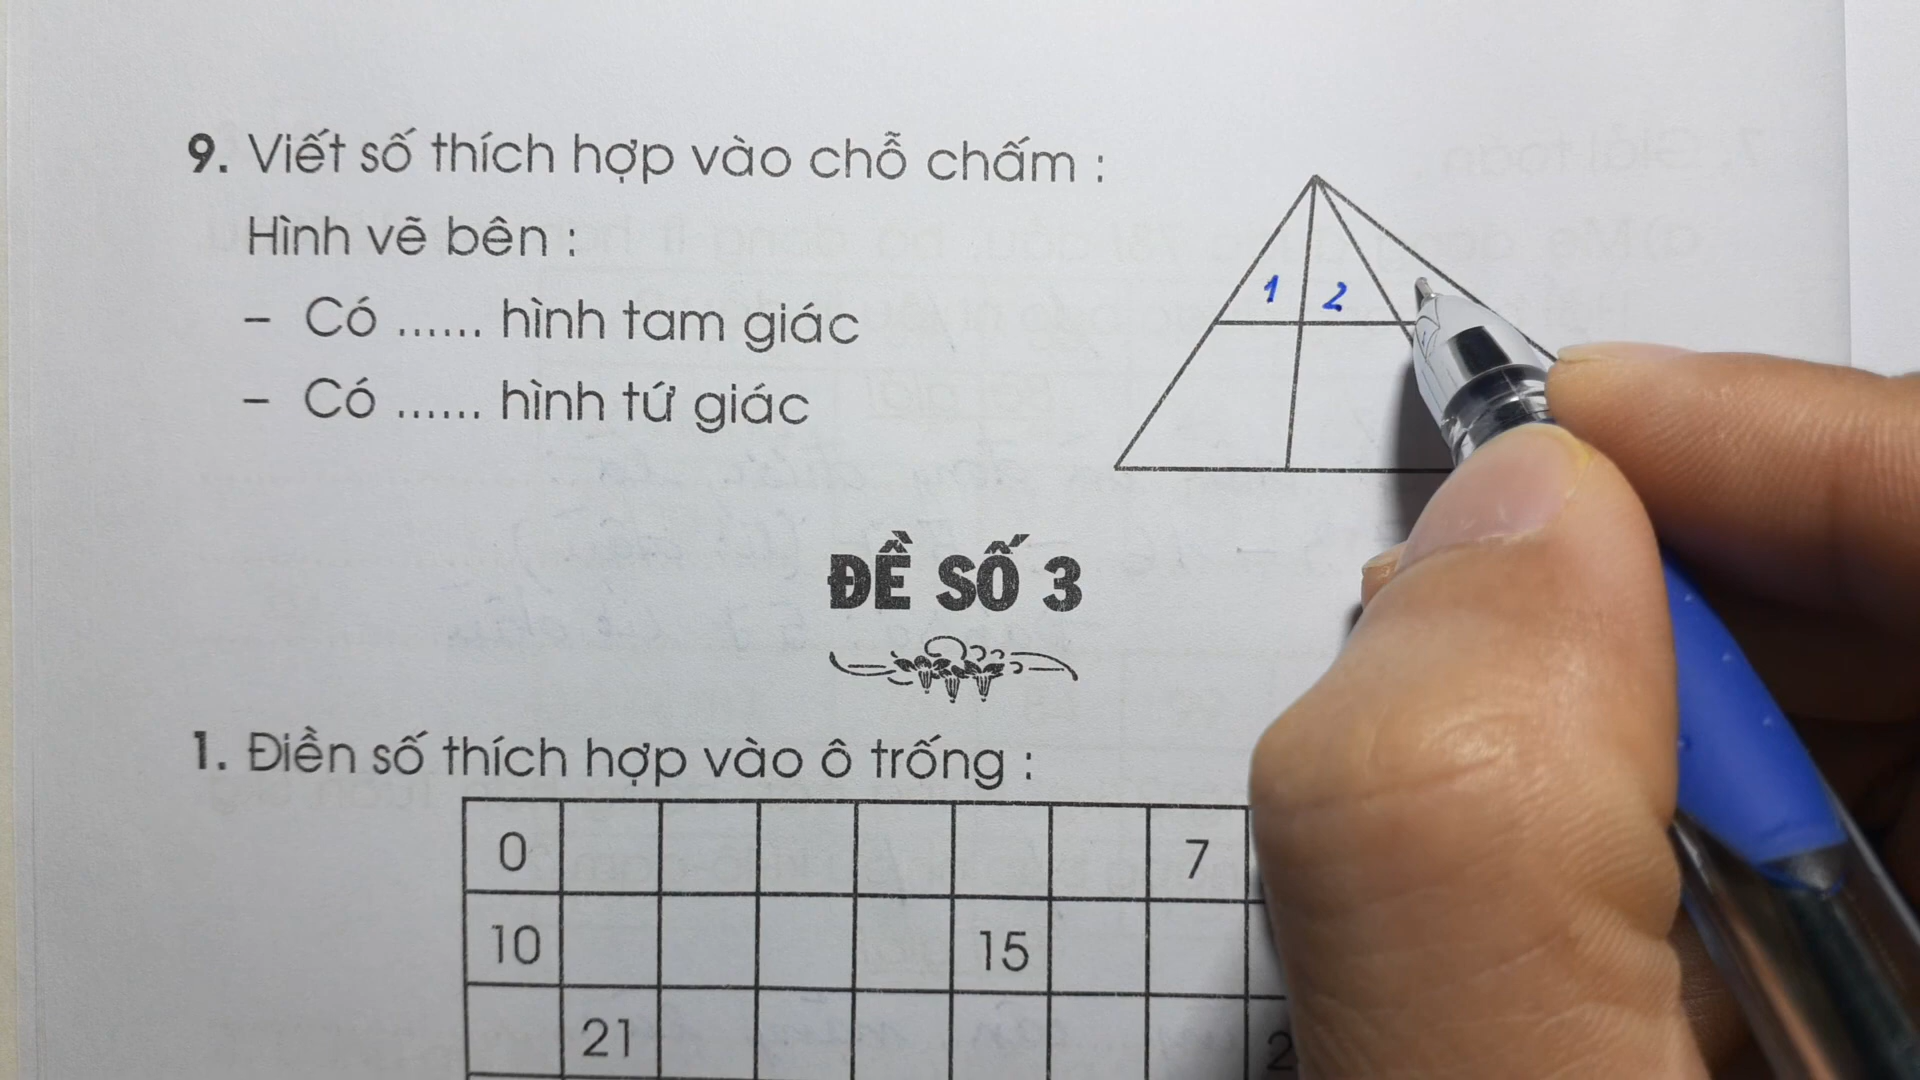 9. Viết số thích hợp vào chỗ chấm :
Hình vẽ bên :
– Có ...... hình tam giác
– Có ...... hình tứ giác
1 2
ĐỀ SỐ 3
1. Điền số thích hợp vào ô trống :
0 7
10 15
21 2